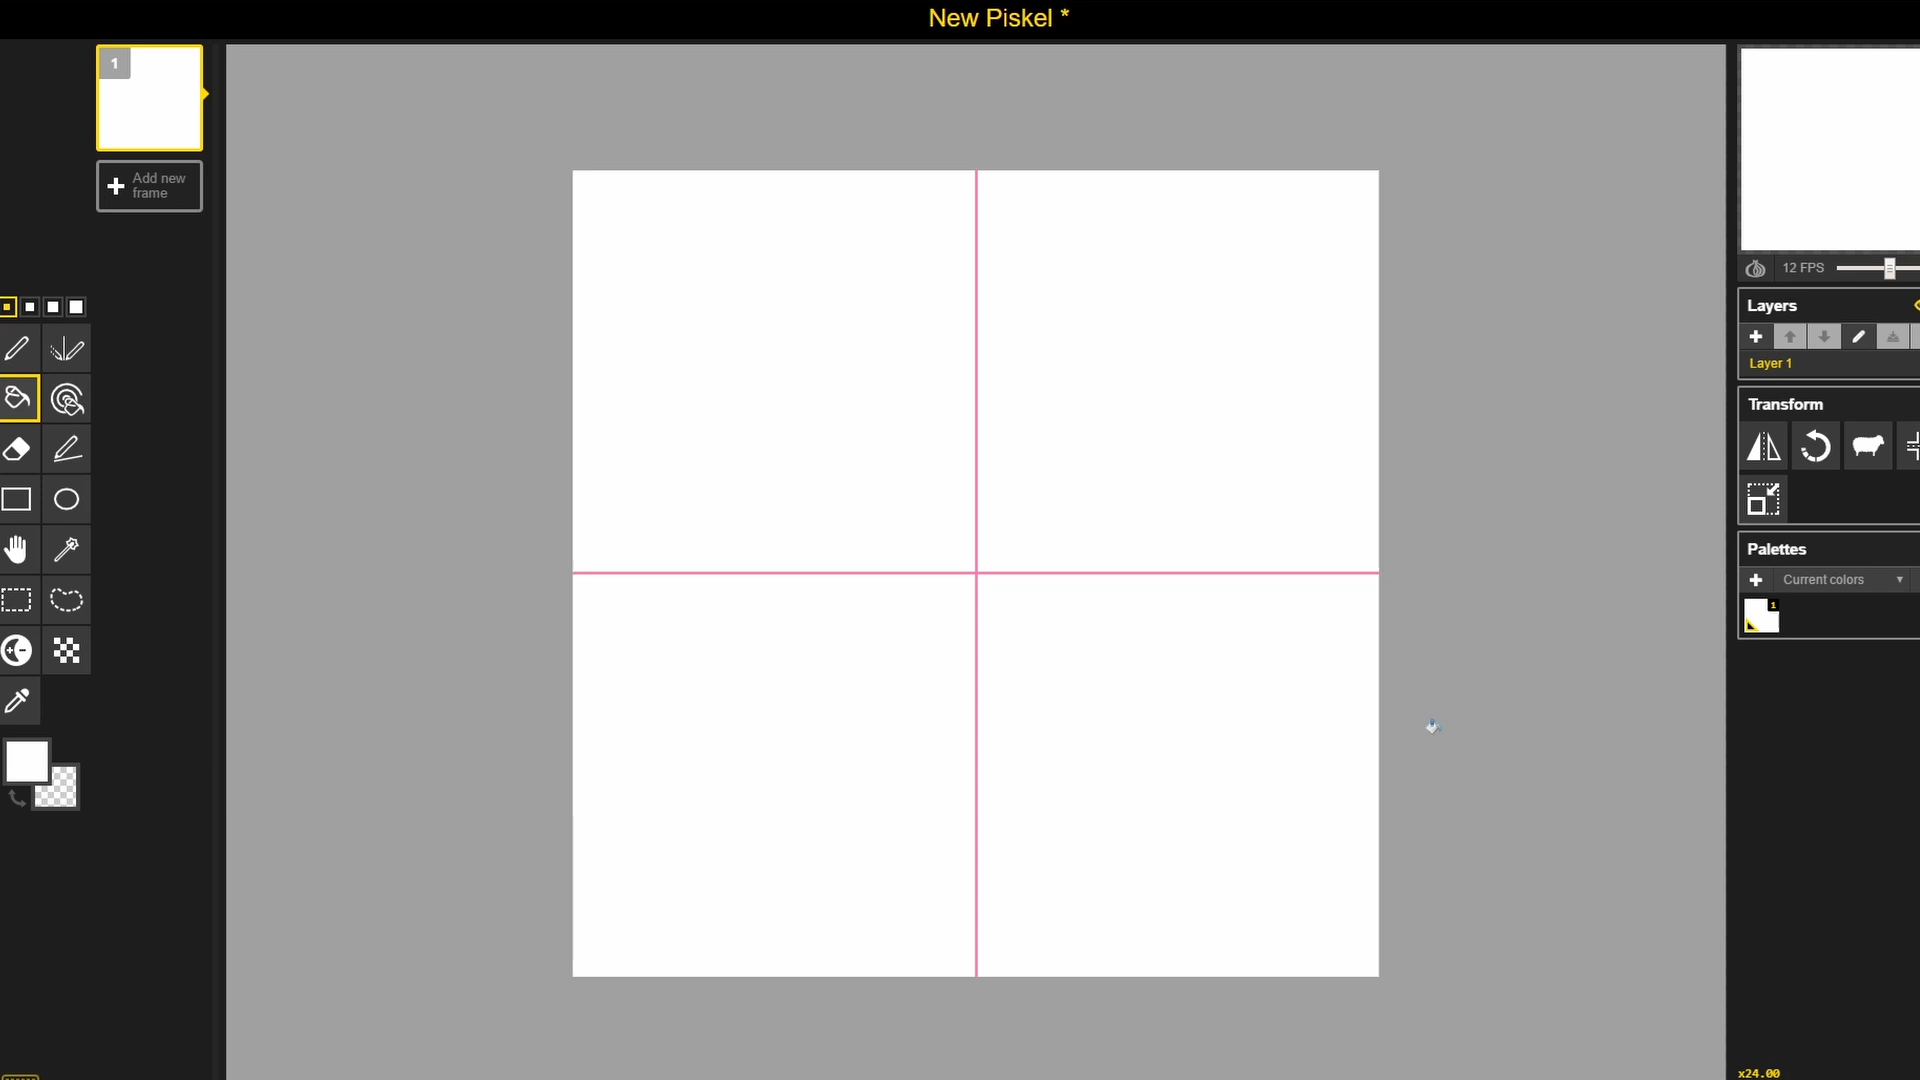 New Piskel *
1
Add new
frame
12 FPS
Layers
Layer 1
Transform
Palettes
Current colors
1
x24.00